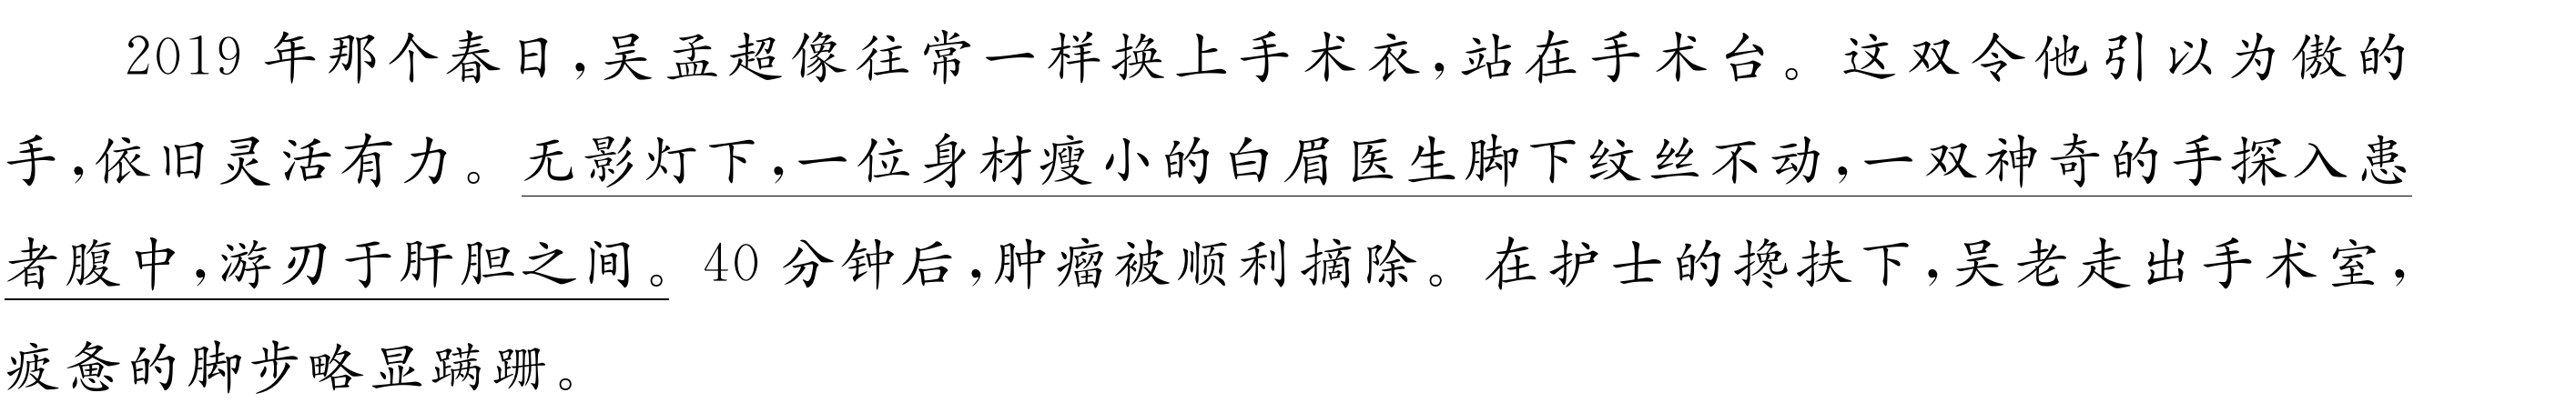 2019 年那个春日,吴孟超像往常一样换上手术衣,站在手术台。这双令他引以为傲的
手,依旧灵活有力。无影灯下,一位身材瘦小的白眉医生脚下纹丝不动,一双神奇的手探入患
者腹中,游刃于肝胆之间。40 分钟后,肿瘤被顺利摘除。在护士的搀扶下,吴老走出手术室,
疲惫的脚步略显蹒跚。